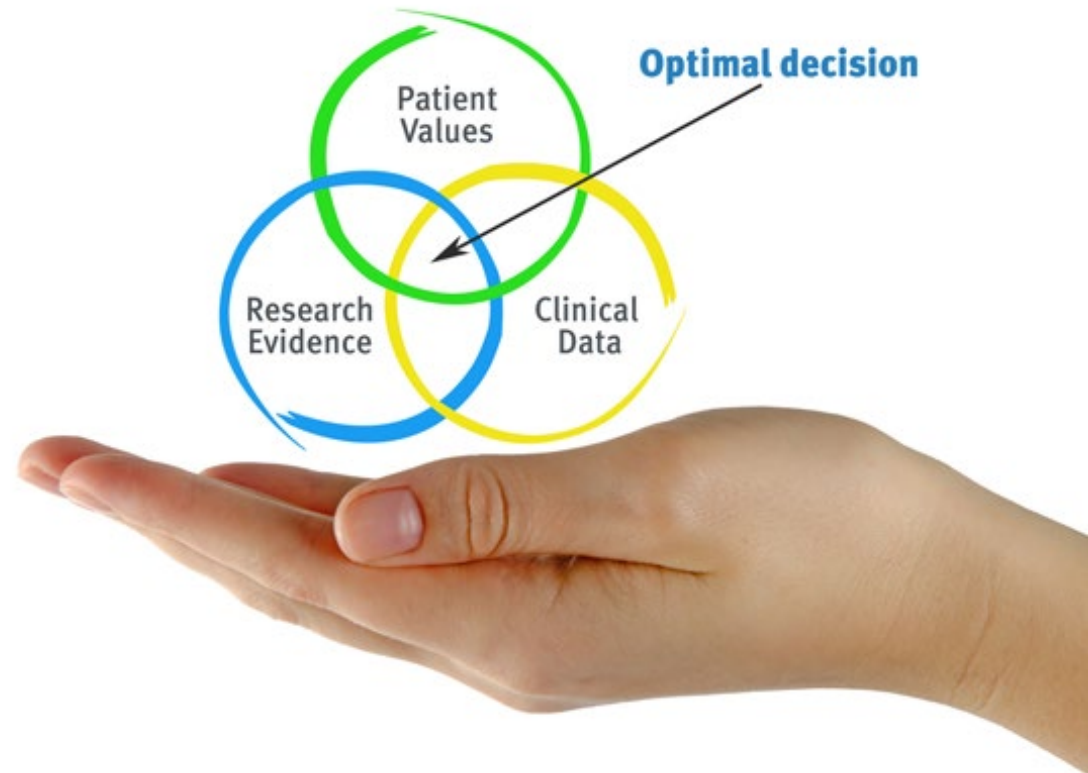 Optimal decision
Patient
Values
Research
Evidence
Clinical
Data